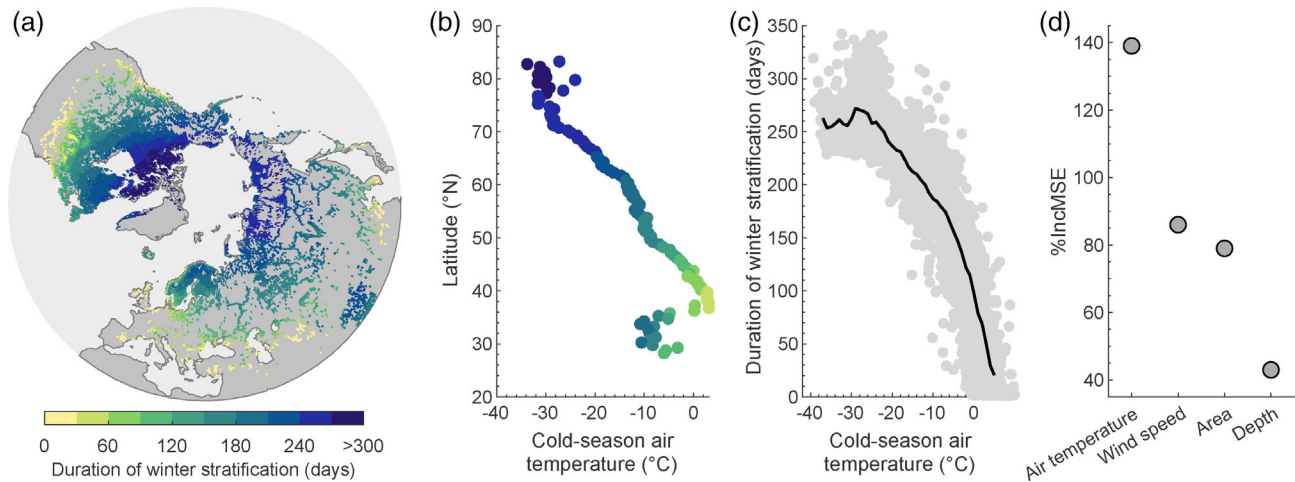 (a)
0 60 120 180 240 >300
Duration of winter stratification (days)
(b)
90
80
70
60
50
40
30
20
Latitude (°N)
-40 -30 -20 -10 0
Cold-season air
temperature (°C)
(c)
350
300
250
200
150
100
50
0
Duration of winter stratification (days)
-40 -30 -20 -10 0
Cold-season air
temperature (°C)
(d)
140
120
100
80
60
40
%IncMSE
Air temperature
Wind speed
Area
Depth